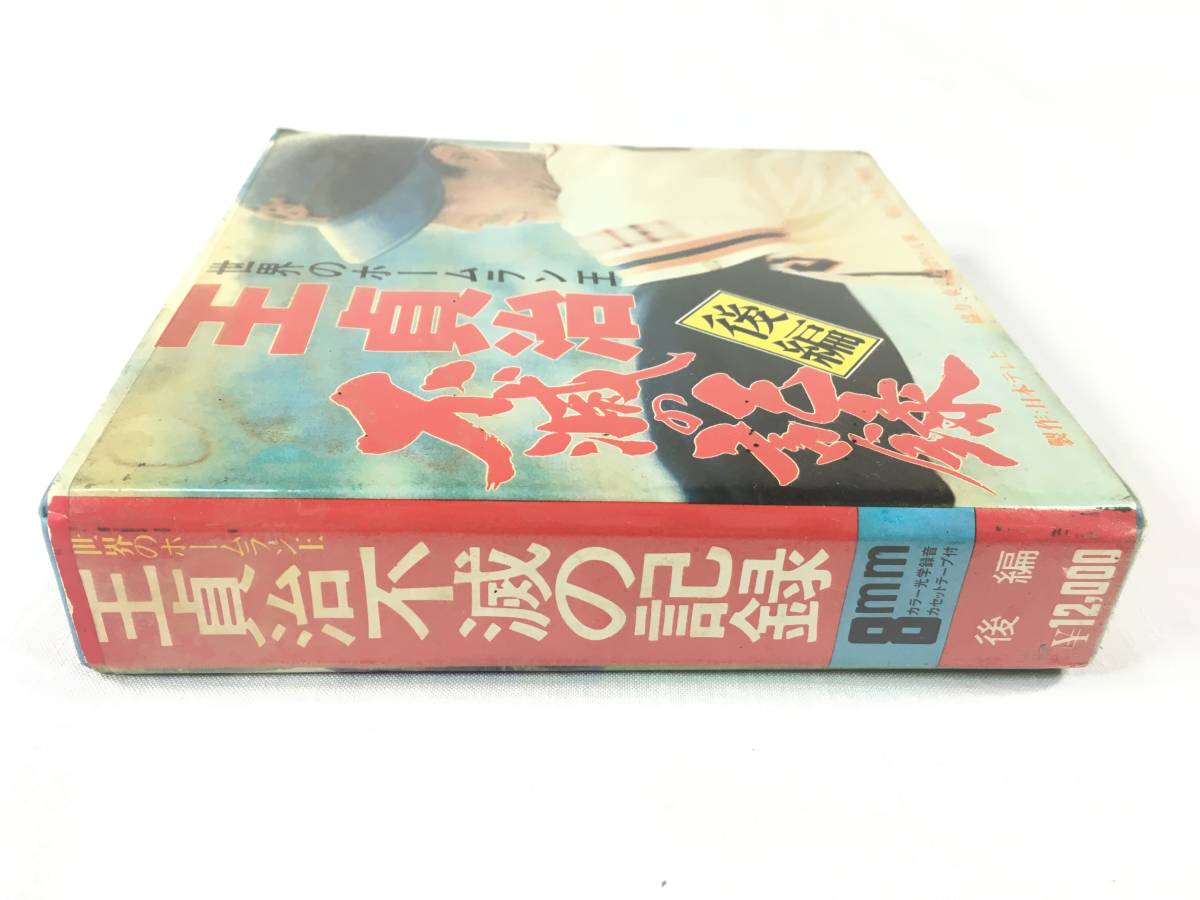 世界のホームラン王
王貞治
不滅の記録
後編
製作・日本テレビ
世界のホームラン王
王貞治不滅の記録
8mm
カラー光学録音
カセットテープ付
後編
¥12,000